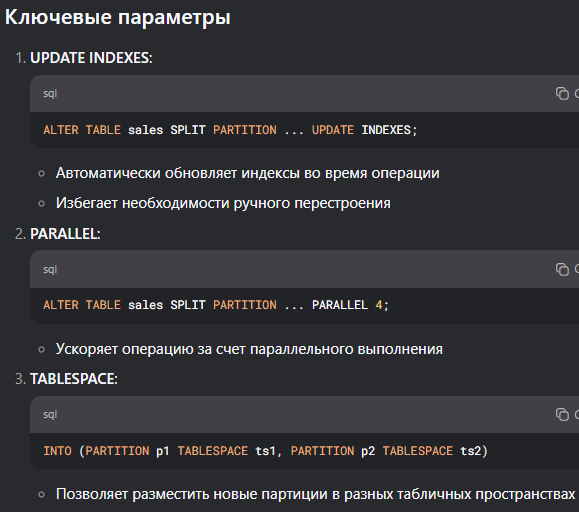 Ключевые параметры
1. UPDATE INDEXES:
sql
ALTER TABLE sales SPLIT PARTITION ... UPDATE INDEXES;
Автоматически обновляет индексы во время операции
Избегает необходимости ручного перестроения
2. PARALLEL:
sql
ALTER TABLE sales SPLIT PARTITION ... PARALLEL 4;
Ускоряет операцию за счет параллельного выполнения
3. TABLESPACE:
sql
INTO (PARTITION p1 TABLESPACE ts1, PARTITION p2 TABLESPACE ts2)
Позволяет разместить новые партиции в разных табличных пространствах